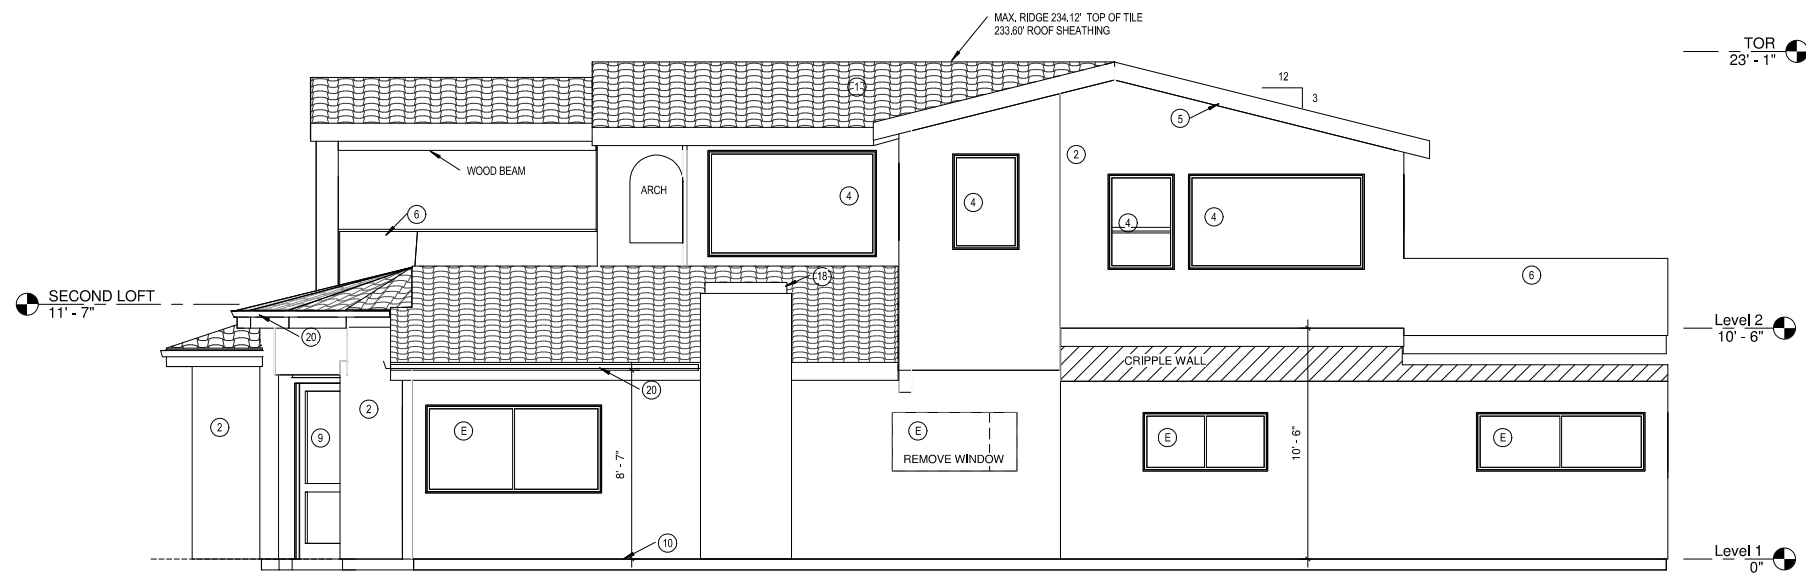 MAX. RIDGE 234.12' TOP OF TILE
233.60' ROOF SHEATHING
TOR
23' - 1"
12
3
1
5
2
WOOD BEAM
ARCH
4
4
4
4
6
6
18
SECOND LOFT
11' - 7"
20
Level 2
10' - 6"
CRIPPLE WALL
20
2
2
9
E
E
REMOVE WINDOW
E
E
8' - 7"
10' - 6"
10
Level 1
0"